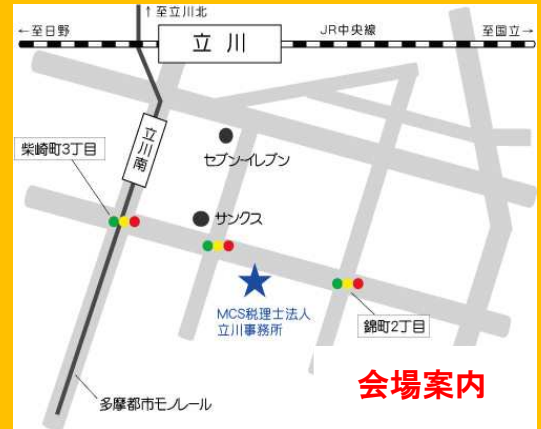 ↑至立川北
←至日野
立川
JR中央線
至国立→
立川南
柴崎町3丁目
セブン-イレブン
サンクス
MCS税理士法人
立川事務所
錦町2丁目
会場案内
多摩都市モノレール